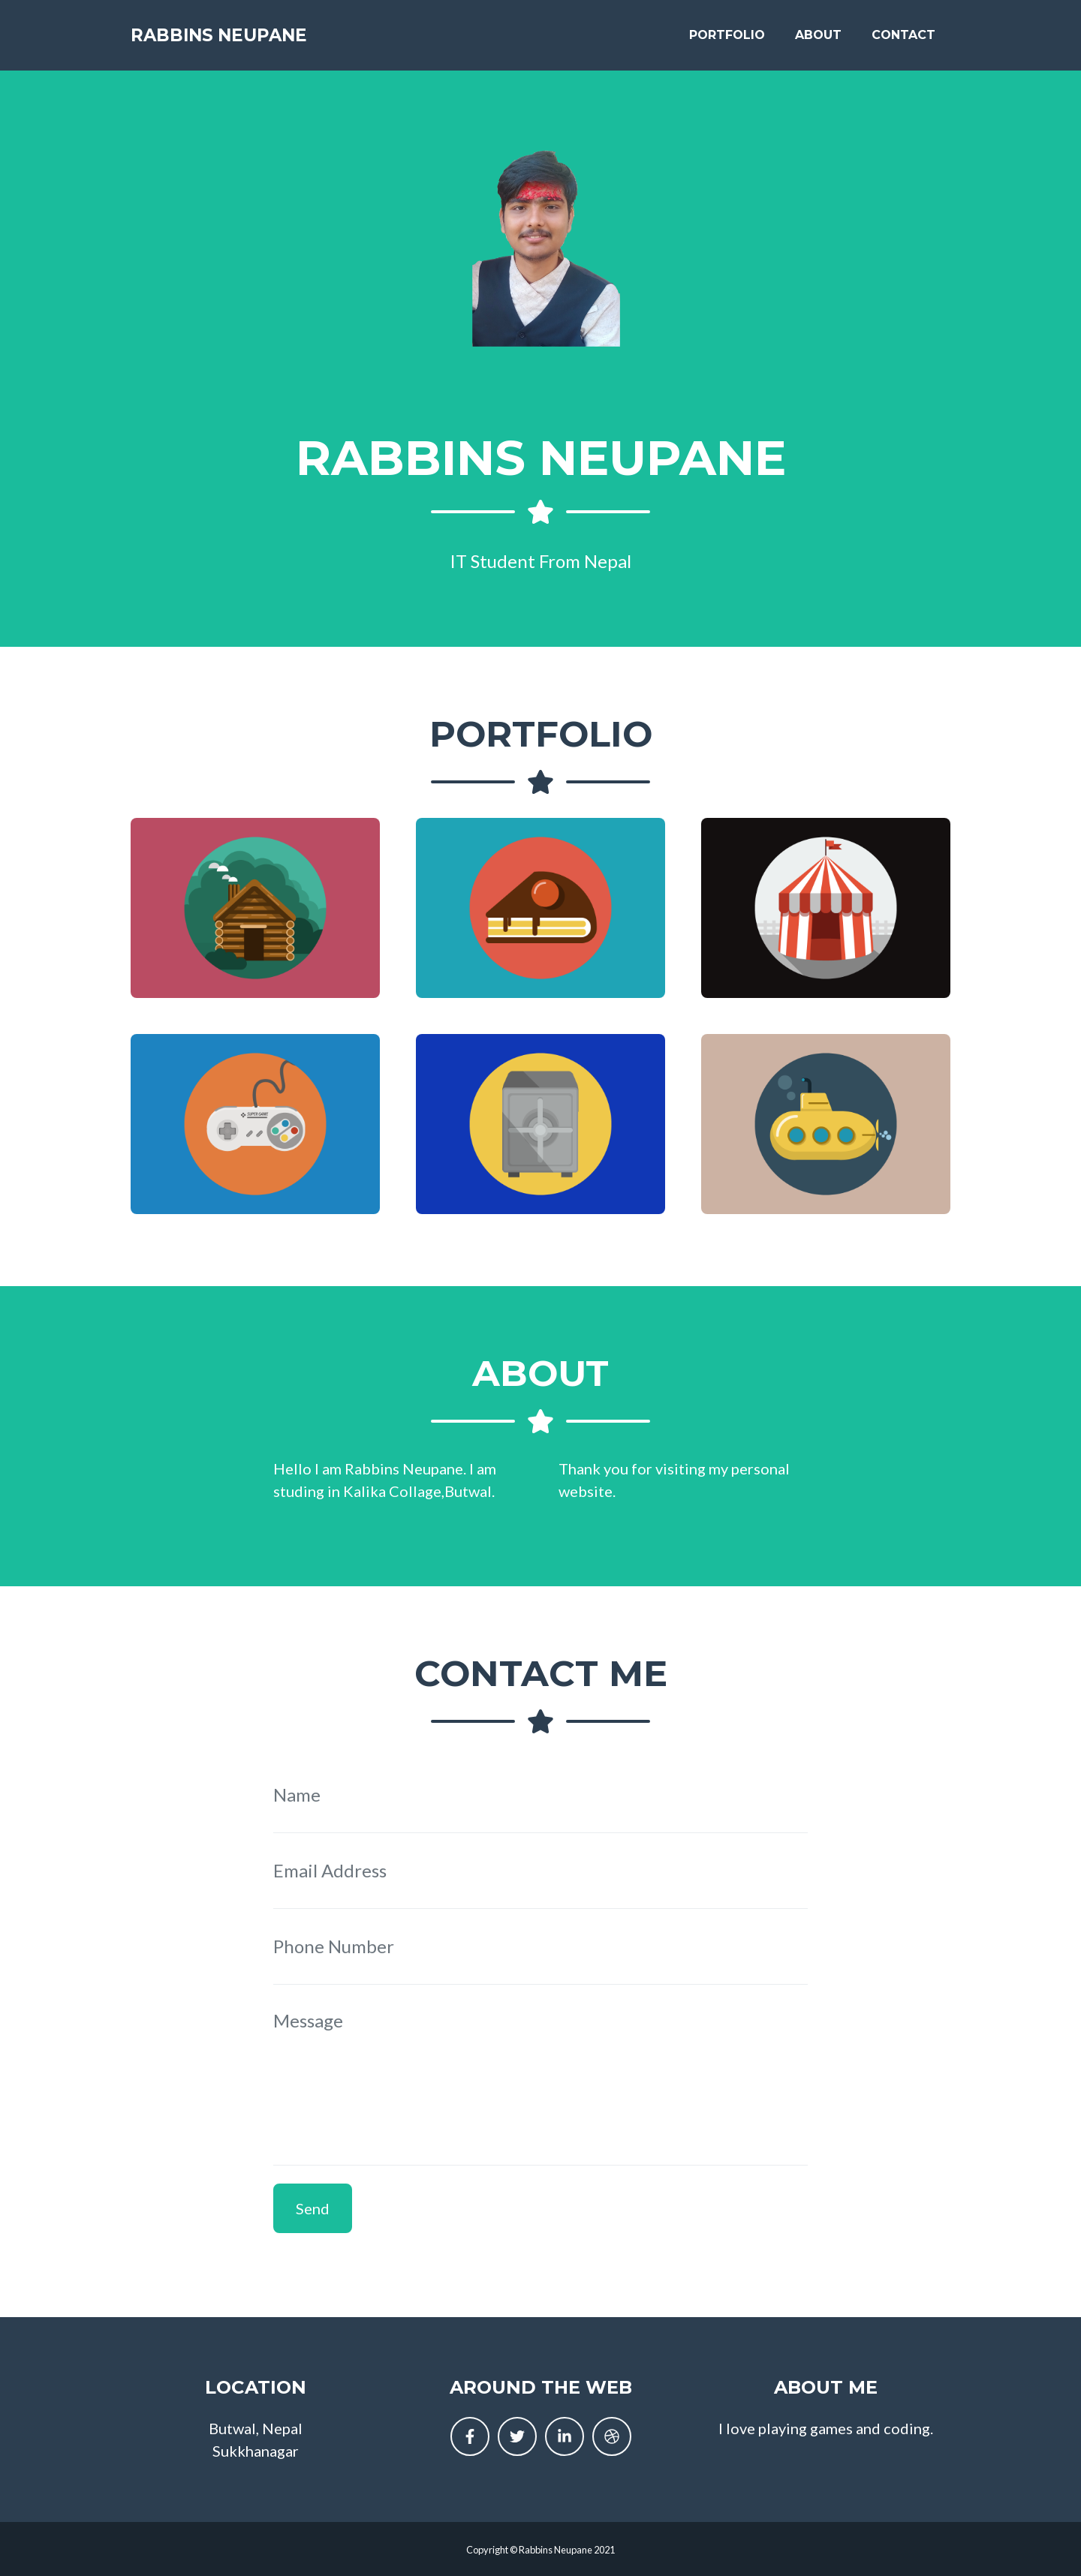 RABBINS NEUPANE
PORTFOLIO ABOUT CONTACT
RABBINS NEUPANE
IT Student From Nepal
PORTFOLIO
ABOUT
Hello I am Rabbins Neupane. I am
studing in Kalika Collage,Butwal.
Thank you for visiting my personal
website.
CONTACT ME
Name
Email Address
Phone Number
Message
Send
LOCATION
Butwal, Nepal
Sukkhanagar
AROUND THE WEB
ABOUT ME
I love playing games and coding.
Copyright © Rabbins Neupane 2021